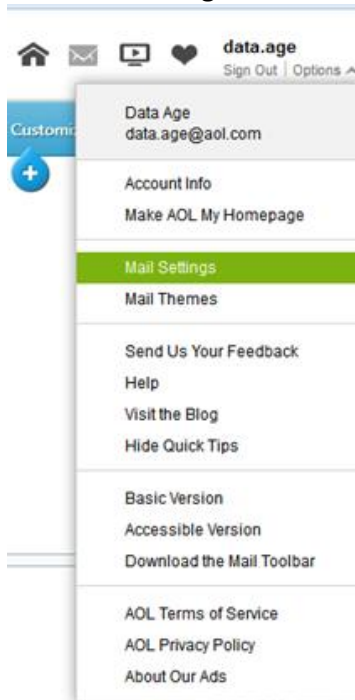 data.age
Sign Out | Options
Customi
Data Age
data.age@aol.com
Account Info
Make AOL My Homepage
Mail Settings
Mail Themes
Send Us Your Feedback
Help
Visit the Blog
Hide Quick Tips
Basic Version
Accessible Version
Download the Mail Toolbar
AOL Terms of Service
AOL Privacy Policy
About Our Ads